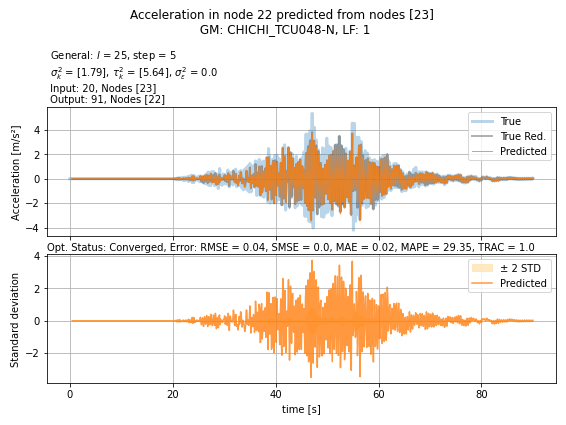 Acceleration in node 22 predicted from nodes [23]
GM: CHICHI_TCU048-N, LF: 1
General: l = 25, step = 5
σ²ₖ = [1.79], τ²ₖ = [5.64], σ²ε = 0.0
Input: 20, Nodes [23]
Output: 91, Nodes [22]
Acceleration [m/s²]
4
2
0
−2
−4
True
True Red.
Predicted
Opt. Status: Converged, Error: RMSE = 0.04, SMSE = 0.0, MAE = 0.02, MAPE = 29.35, TRAC = 1.0
Standard deviation
4
2
0
−2
± 2 STD
Predicted
0 20 40 60 80
time [s]